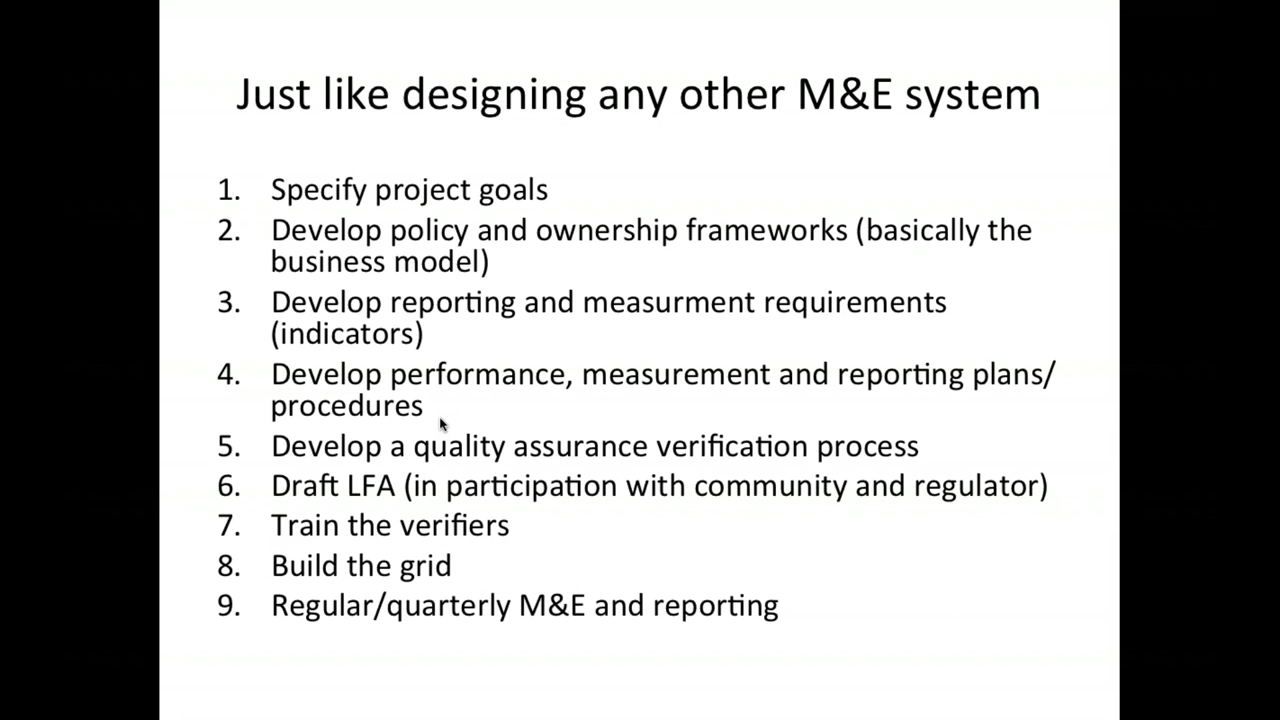 Just like designing any other M&E system
1. Specify project goals
2. Develop policy and ownership frameworks (basically the
business model)
3. Develop reporting and measurment requirements
(indicators)
4. Develop performance, measurement and reporting plans/
procedures
5. Develop a quality assurance verification process
6. Draft LFA (in participation with community and regulator)
7. Train the verifiers
8. Build the grid
9. Regular/quarterly M&E and reporting